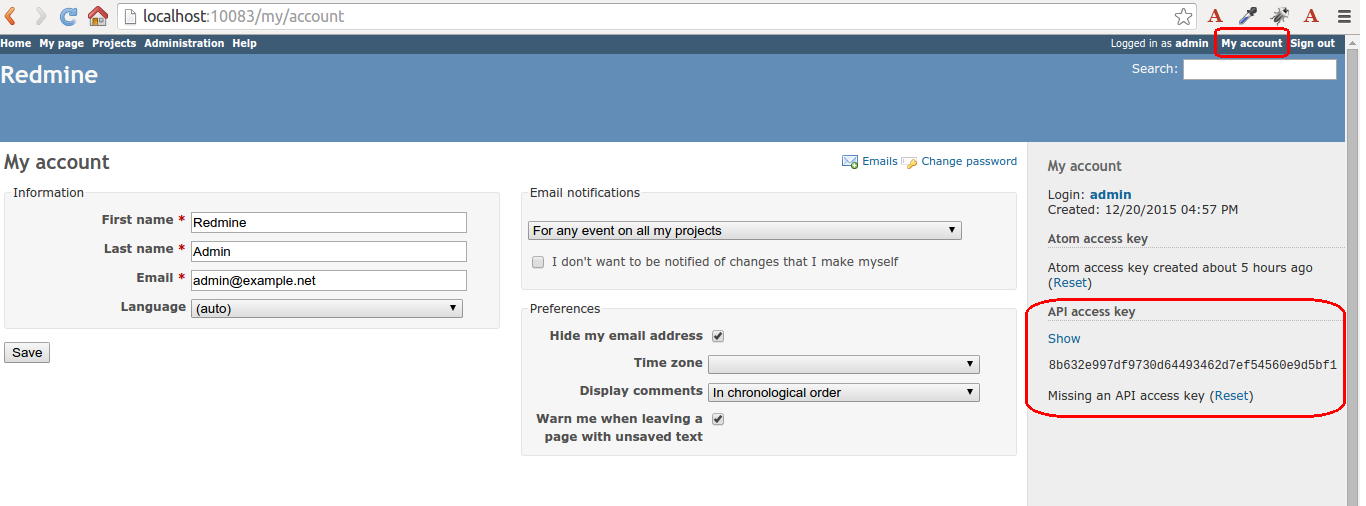 localhost:10083/my/account
A
A
Home My page Projects Administration Help
Logged in as admin My account Sign out
Redmine
Search:
My account
Emails Change password
Information
First name * Redmine
Last name * Admin
Email * admin@example.net
Language (auto)
Save
Email notifications
For any event on all my projects
I don't want to be notified of changes that I make myself
Preferences
Hide my email address
Time zone
Display comments In chronological order
Warn me when leaving a
page with unsaved text
My account
Login: admin
Created: 12/20/2015 04:57 PM
Atom access key
Atom access key created about 5 hours ago
(Reset)
API access key
Show
8b632e997df9730d64493462d7ef54560e9d5bf1
Missing an API access key (Reset)